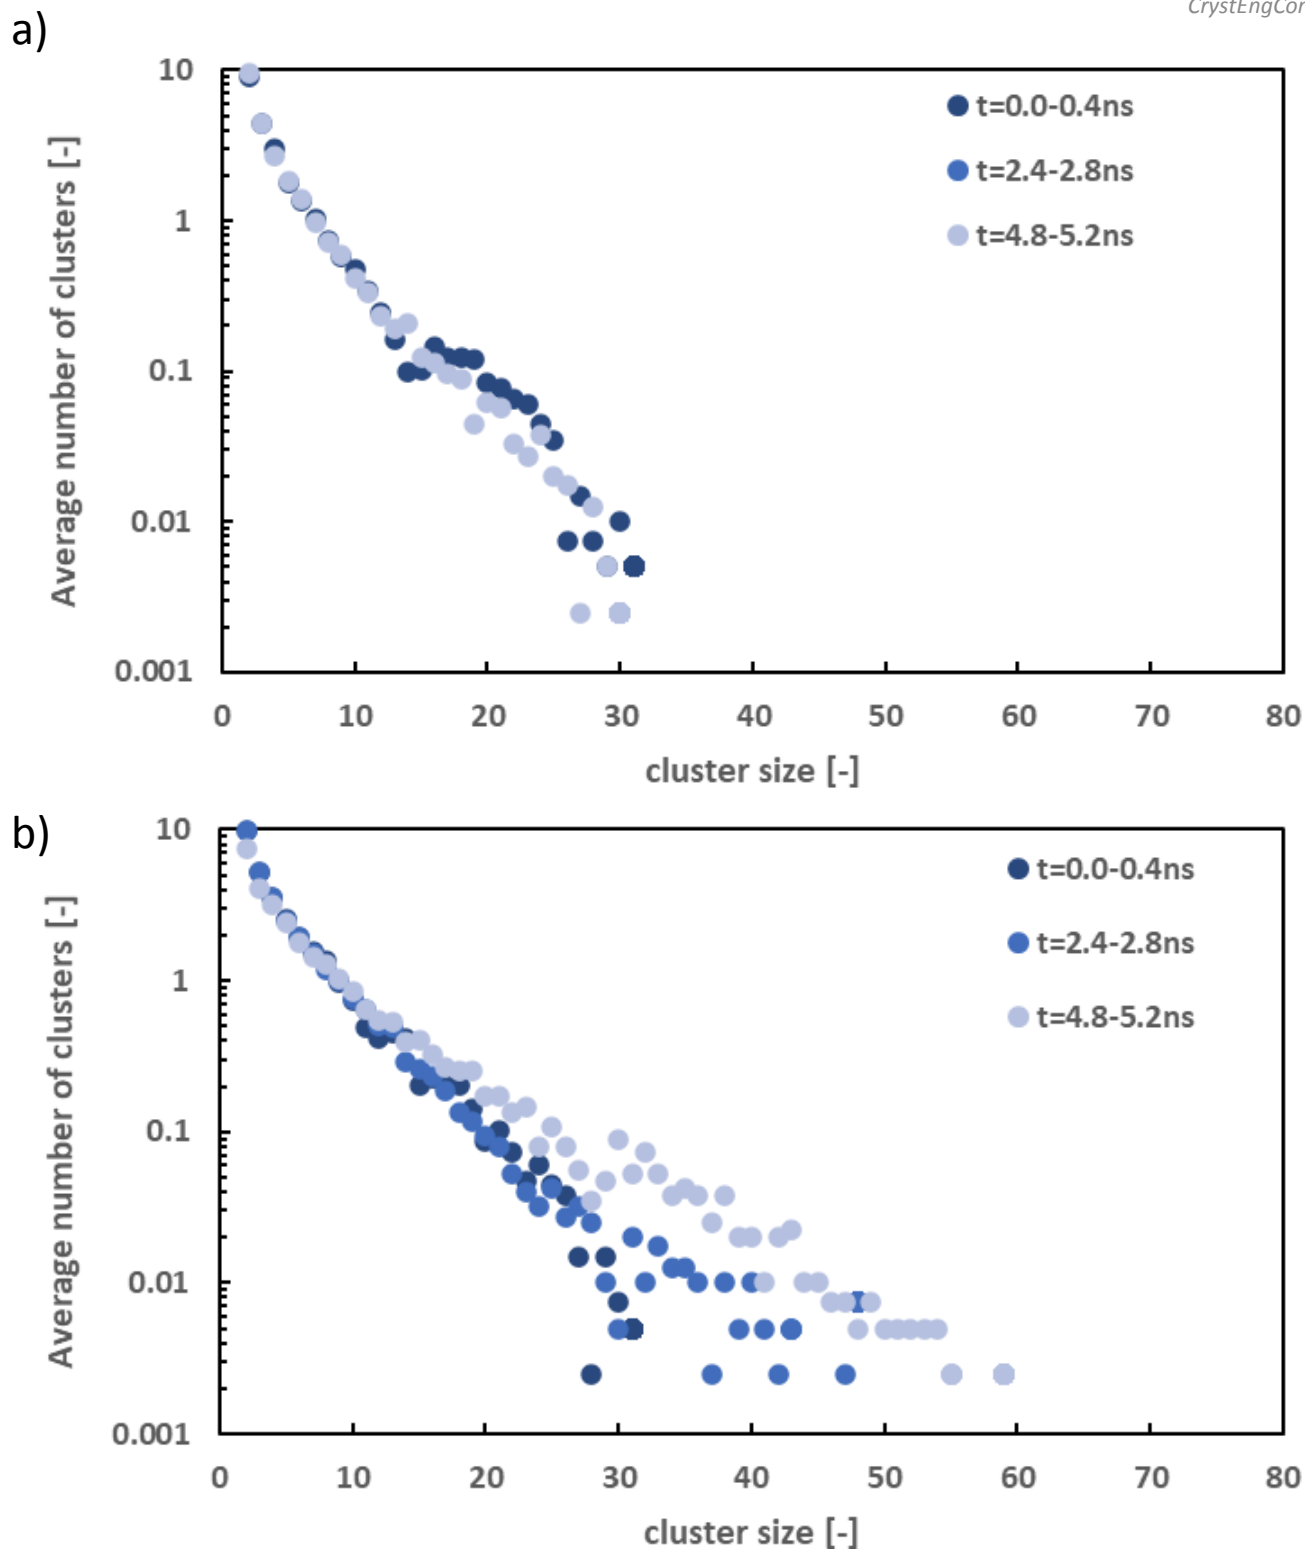 CrystEngCor
a)
10
1
0.1
0.01
0.001
Average number of clusters [-]
t=0.0-0.4ns
t=2.4-2.8ns
t=4.8-5.2ns
0 10 20 30 40 50 60 70 80
cluster size [-]
b)
10
1
0.1
0.01
0.001
Average number of clusters [-]
t=0.0-0.4ns
t=2.4-2.8ns
t=4.8-5.2ns
0 10 20 30 40 50 60 70 80
cluster size [-]